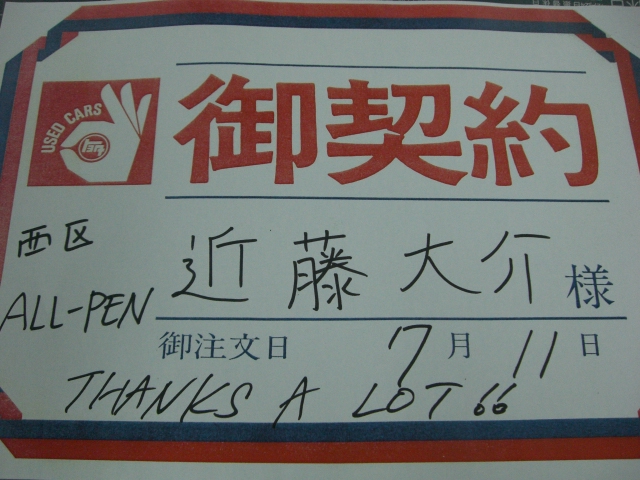 御契約
USED CARS
西区
近藤大介様
ALL-PEN
御注文日 7月11日
THANKS A LOT